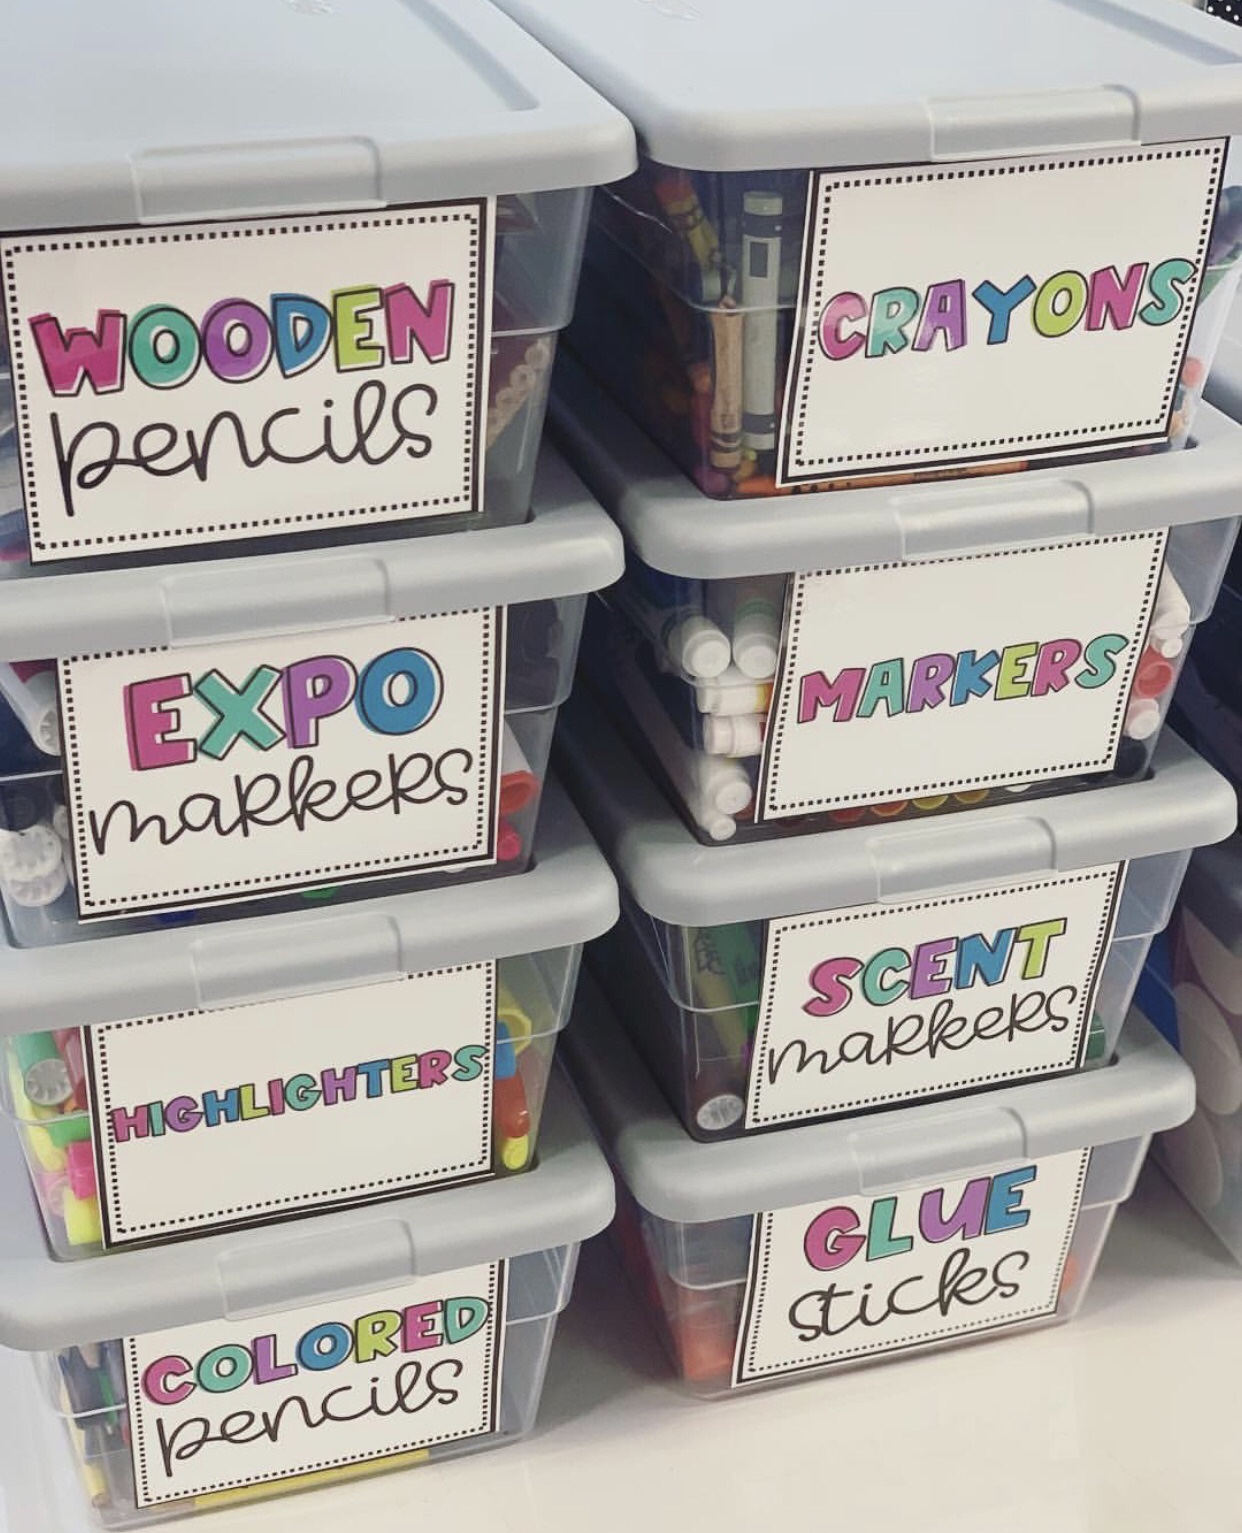 WOODEN
pencils
EXPO
markers
HIGHLIGHTERS
COLORED
pencils
CRAYONS
MARKERS
SCENT
markers
GLUE
sticks